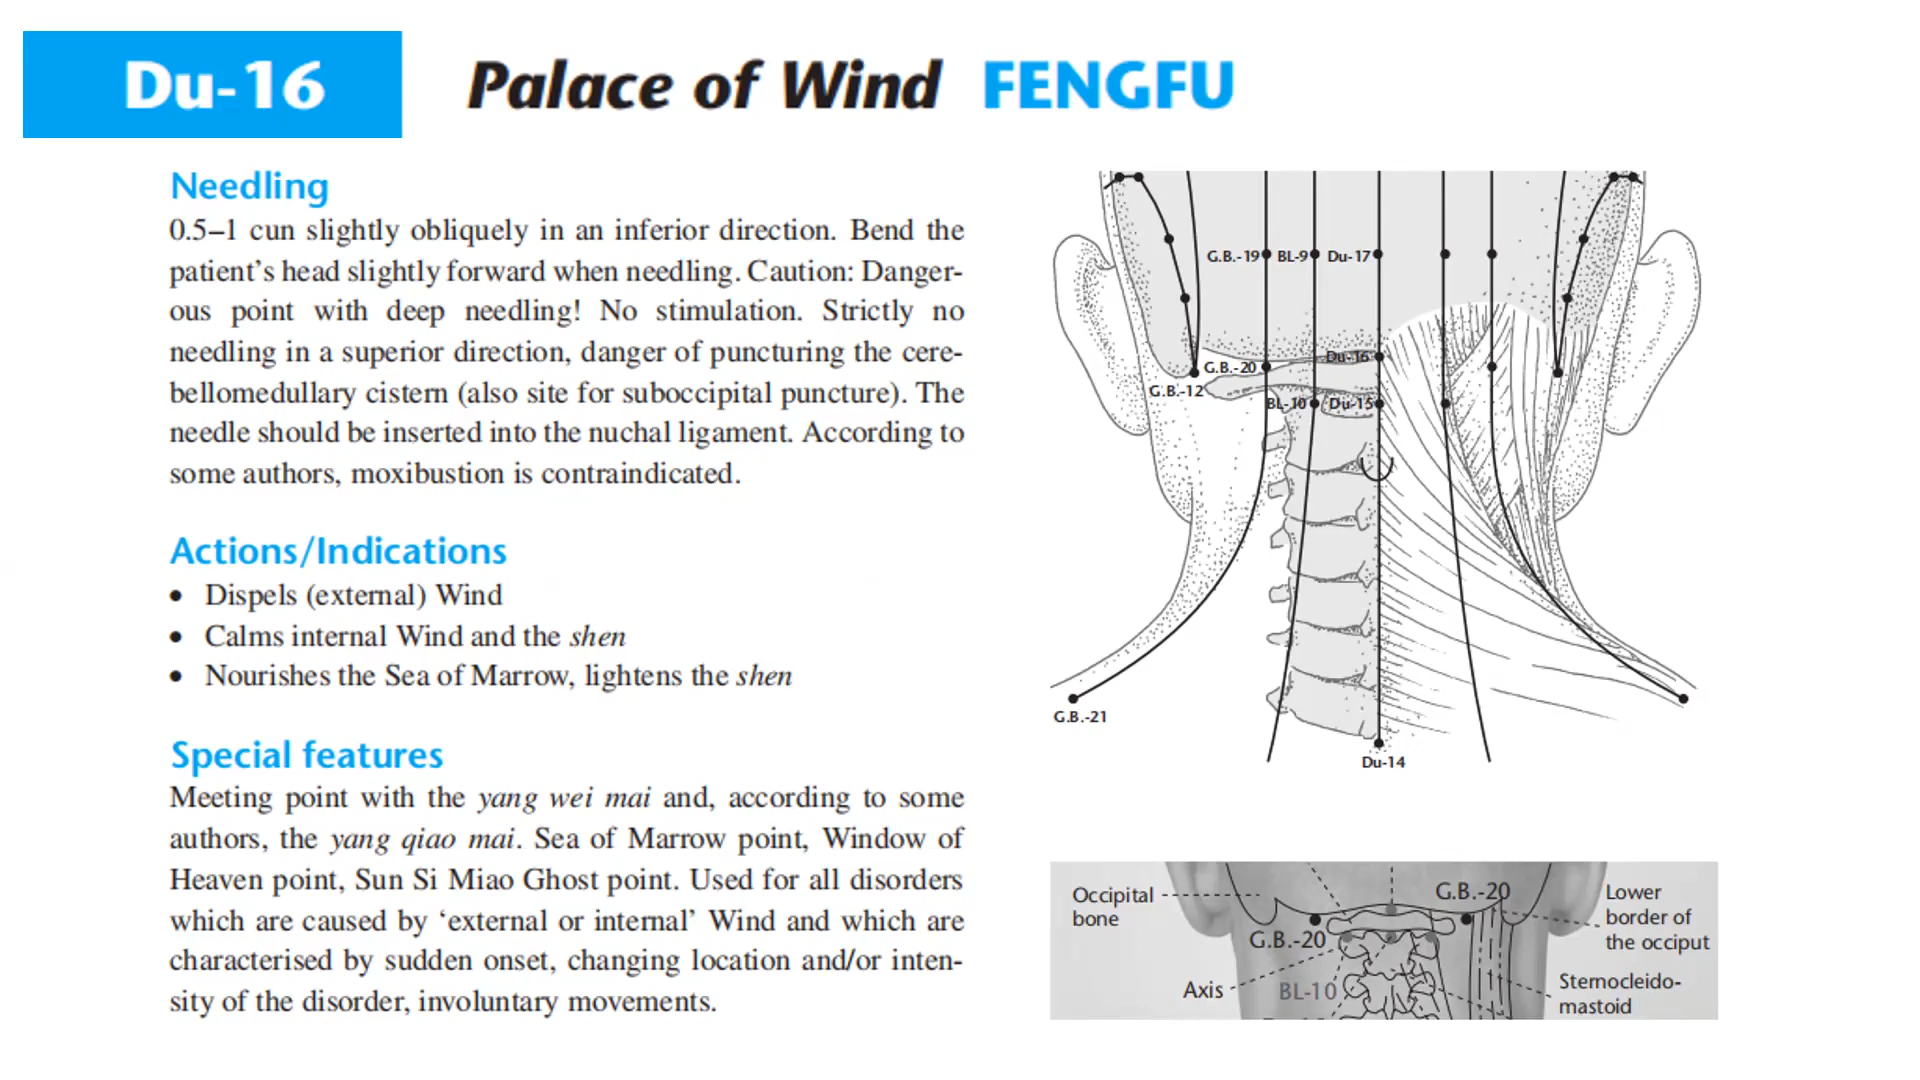 Du-16 Palace of Wind FENGFU
Needling
0.5–1 cun slightly obliquely in an inferior direction. Bend the
patient’s head slightly forward when needling. Caution: Danger-
ous point with deep needling! No stimulation. Strictly no
needling in a superior direction, danger of puncturing the cere-
bellomedullary cistern (also site for suboccipital puncture). The
needle should be inserted into the nuchal ligament. According to
some authors, moxibustion is contraindicated.
Actions/Indications
• Dispels (external) Wind
• Calms internal Wind and the shen
• Nourishes the Sea of Marrow, lightens the shen
Special features
Meeting point with the yang wei mai and, according to some
authors, the yang qiao mai. Sea of Marrow point, Window of
Heaven point, Sun Si Miao Ghost point. Used for all disorders
which are caused by ‘external or internal’ Wind and which are
characterised by sudden onset, changing location and/or inten-
sity of the disorder, involuntary movements.
G.B.-19 BL-9 Du-17
Du-16
G.B.-20
G.B.-12
BL-10 Du-15
G.B.-21
Du-14
Occipital
bone
G.B.-20
Lower
border of
the occiput
G.B.-20
Axis
BL-10
Sternocleido-
mastoid